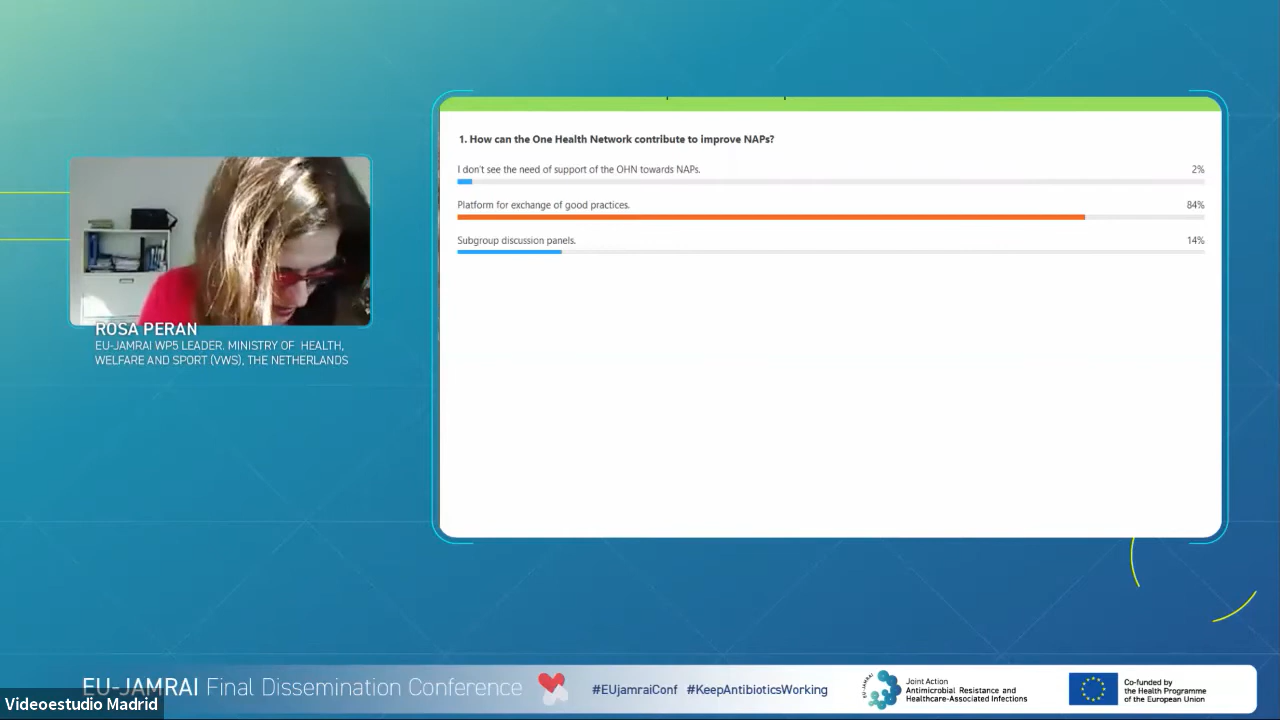 1. How can the One Health Network contribute to improve NAPs?
I don't see the need of support of the OHN towards NAPs.
2%
Platform for exchange of good practices.
84%
Subgroup discussion panels.
14%
ROSA PERAN
EU-JAMRAI WP5 LEADER. MINISTRY OF HEALTH,
WELFARE AND SPORT (VWS), THE NETHERLANDS
EU-JAMRAI Final Dissemination Conference
#EUjamraiConf #KeepAntibioticsWorking
EU-JAMRAI
Joint Action
Antimicrobial Resistance and
Healthcare-Associated Infections
Co-funded by
the Health Programme
of the European Union
Videoestudio Madrid